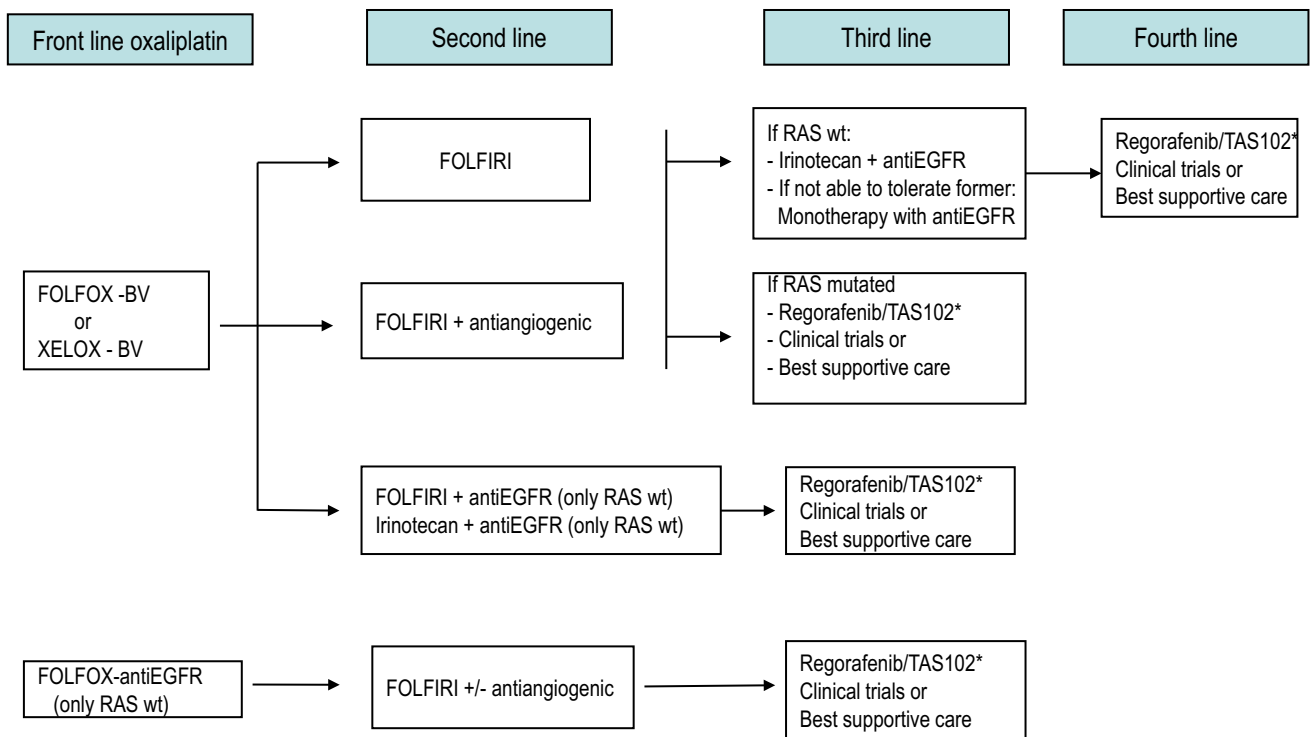 Front line oxaliplatin
Second line
Third line
Fourth line
FOLFIRI
If RAS wt:
- Irinotecan + antiEGFR
- If not able to tolerate former:
Monotherapy with antiEGFR
Regorafenib/TAS102*
Clinical trials or
Best supportive care
FOLFOX -BV
or
XELOX - BV
FOLFIRI + antiangiogenic
If RAS mutated
- Regorafenib/TAS102*
- Clinical trials or
- Best supportive care
FOLFIRI + antiEGFR (only RAS wt)
Irinotecan + antiEGFR (only RAS wt)
Regorafenib/TAS102*
Clinical trials or
Best supportive care
FOLFOX-antiEGFR
(only RAS wt)
FOLFIRI +/- antiangiogenic
Regorafenib/TAS102*
Clinical trials or
Best supportive care